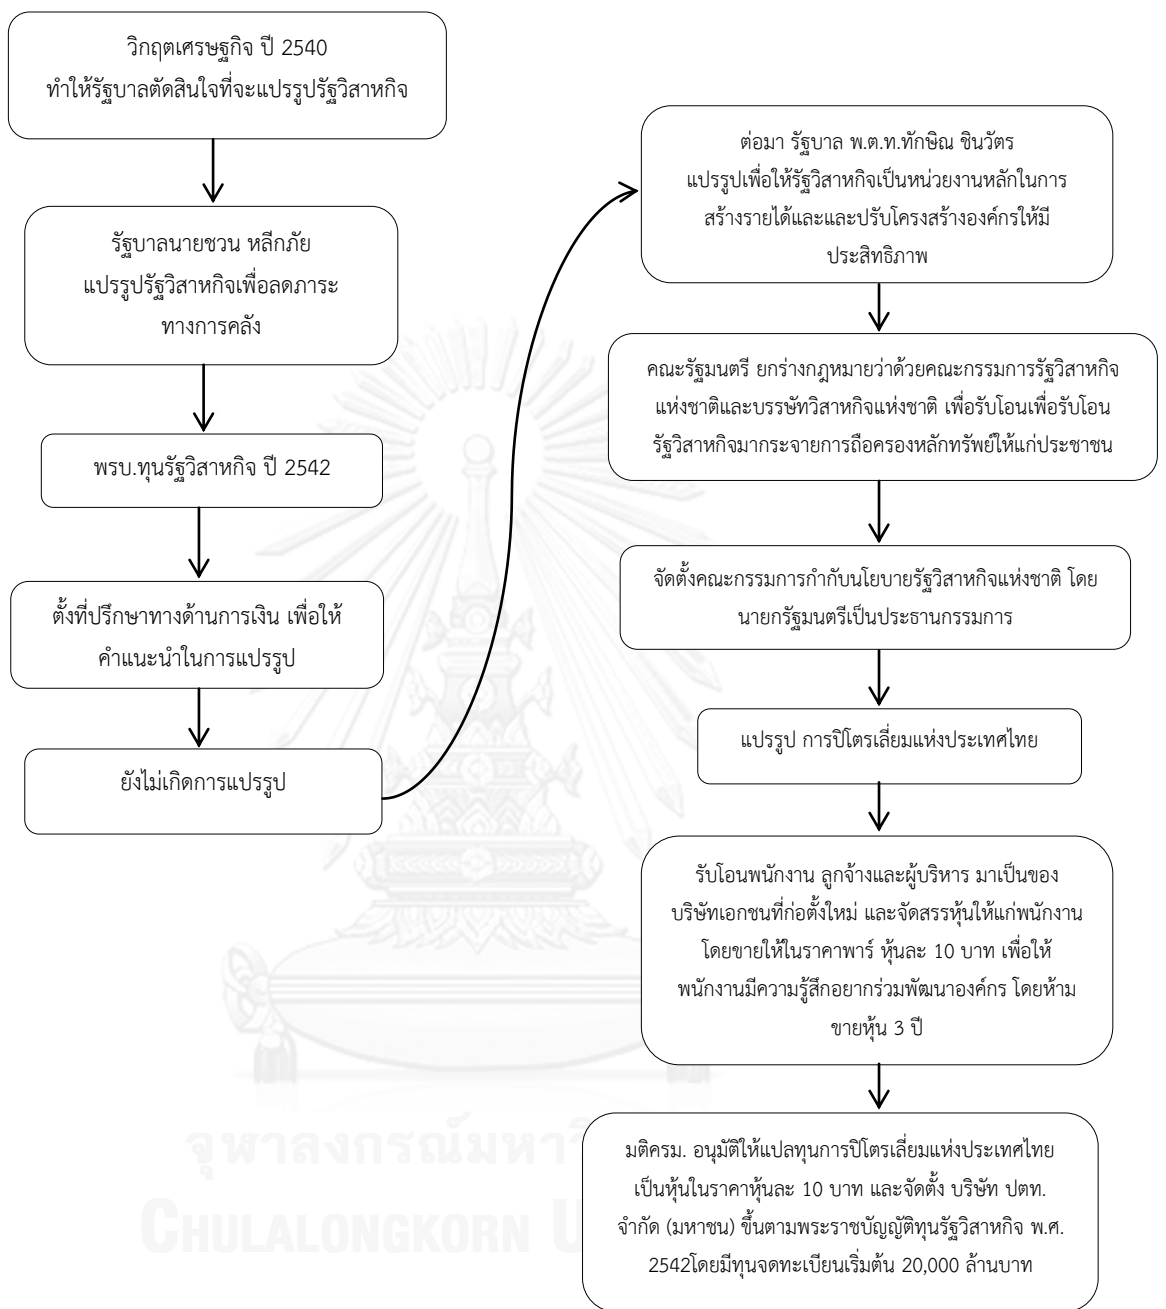 วิกฤตเศรษฐกิจ ปี 2540
ทำให้รัฐบาลตัดสินใจที่จะแปรรูปรัฐวิสาหกิจ
รัฐบาลนายชวน หลีกภัย
แปรรูปรัฐวิสาหกิจเพื่อลดภาระ
ทางการคลัง
พรบ.ทุนรัฐวิสาหกิจ ปี 2542
ตั้งที่ปรึกษาทางด้านการเงิน เพื่อให้
คำแนะนำในการแปรรูป
ยังไม่เกิดการแปรรูป
ต่อมา รัฐบาล พ.ต.ท.ทักษิณ ชินวัตร
แปรรูปเพื่อให้รัฐวิสาหกิจเป็นหน่วยงานหลักในการ
สร้างรายได้และและปรับโครงสร้างองค์กรให้มี
ประสิทธิภาพ
คณะรัฐมนตรี ยกร่างกฎหมายว่าด้วยคณะกรรมการรัฐวิสาหกิจ
แห่งชาติและบรรษัทวิสาหกิจแห่งชาติ เพื่อรับโอนเพื่อรับโอน
รัฐวิสาหกิจมากระจายการถือครองหลักทรัพย์ให้แก่ประชาชน
จัดตั้งคณะกรรมการกำกับนโยบายรัฐวิสาหกิจแห่งชาติ โดย
นายกรัฐมนตรีเป็นประธานกรรมการ
แปรรูป การปิโตรเลี่ยมแห่งประเทศไทย
รับโอนพนักงาน ลูกจ้างและผู้บริหาร มาเป็นของ
บริษัทเอกชนที่ก่อตั้งใหม่ และจัดสรรหุ้นให้แก่พนักงาน
โดยขายให้ในราคาพาร์ หุ้นละ 10 บาท เพื่อให้
พนักงานมีความรู้สึกอยากร่วมพัฒนาองค์กร โดยห้าม
ขายหุ้น 3 ปี
มติครม. อนุมัติให้แปลทุนการปิโตรเลี่ยมแห่งประเทศไทย
เป็นหุ้นในราคาหุ้นละ 10 บาท และจัดตั้ง บริษัท ปตท.
จำกัด (มหาชน) ขึ้นตามพระราชบัญญัติทุนรัฐวิสาหกิจ พ.ศ.
2542โดยมีทุนจดทะเบียนเริ่มต้น 20,000 ล้านบาท
จุฬาลงกรณ์มหาวิ
CHULALONGKORN U